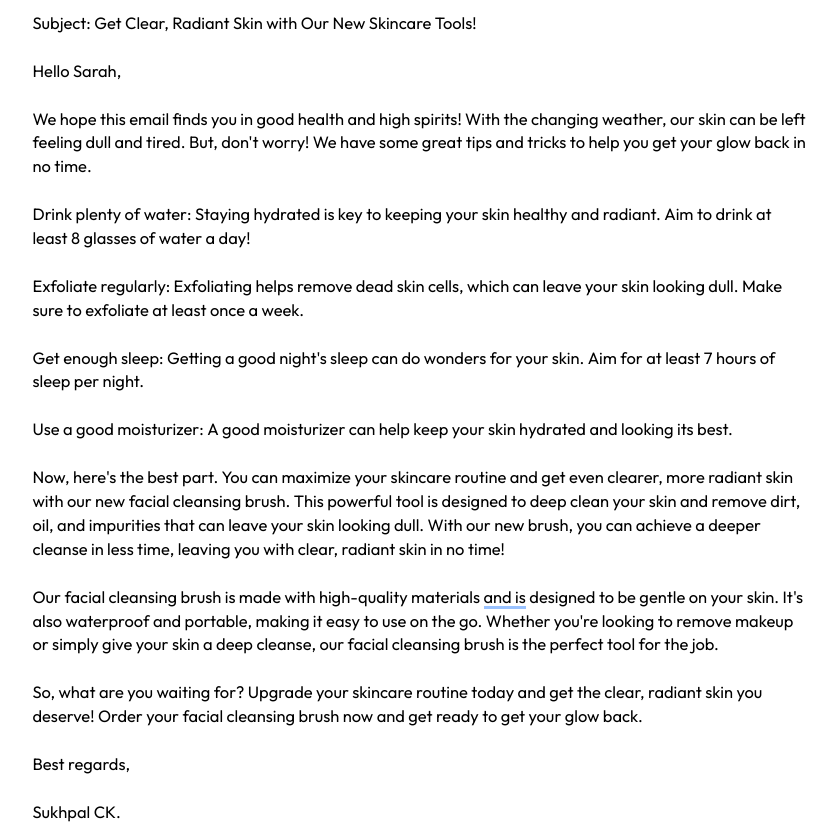 Subject: Get Clear, Radiant Skin with Our New Skincare Tools!
Hello Sarah,
We hope this email finds you in good health and high spirits! With the changing weather, our skin can be left
feeling dull and tired. But, don't worry! We have some great tips and tricks to help you get your glow back in
no time.
Drink plenty of water: Staying hydrated is key to keeping your skin healthy and radiant. Aim to drink at
least 8 glasses of water a day!
Exfoliate regularly: Exfoliating helps remove dead skin cells, which can leave your skin looking dull. Make
sure to exfoliate at least once a week.
Get enough sleep: Getting a good night's sleep can do wonders for your skin. Aim for at least 7 hours of
sleep per night.
Use a good moisturizer: A good moisturizer can help keep your skin hydrated and looking its best.
Now, here's the best part. You can maximize your skincare routine and get even clearer, more radiant skin
with our new facial cleansing brush. This powerful tool is designed to deep clean your skin and remove dirt,
oil, and impurities that can leave your skin looking dull. With our new brush, you can achieve a deeper
cleanse in less time, leaving you with clear, radiant skin in no time!
Our facial cleansing brush is made with high-quality materials and is designed to be gentle on your skin. It's
also waterproof and portable, making it easy to use on the go. Whether you're looking to remove makeup
or simply give your skin a deep cleanse, our facial cleansing brush is the perfect tool for the job.
So, what are you waiting for? Upgrade your skincare routine today and get the clear, radiant skin you
deserve! Order your facial cleansing brush now and get ready to get your glow back.
Best regards,
Sukhpal CK.